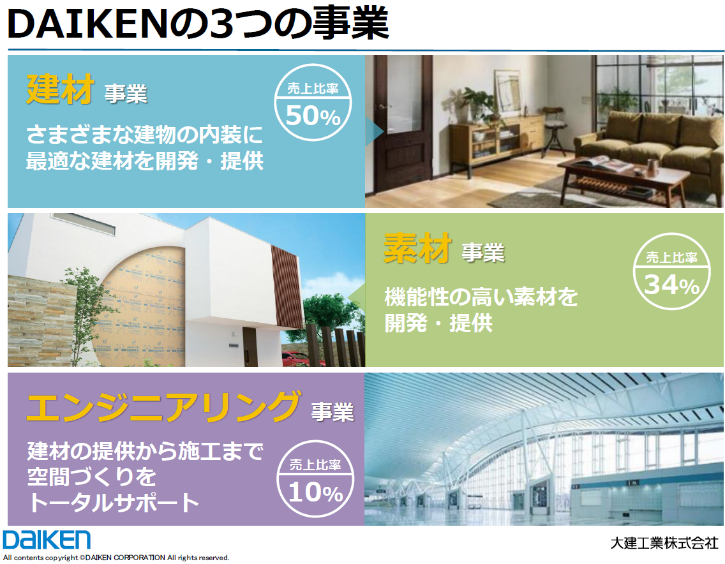 DAIKENの3つの事業
建材 事業
売上比率
50%
さまざまな建物の内装に
最適な建材を開発・提供
素材 事業
売上比率
34%
機能性の高い素材を
開発・提供
エンジニアリング 事業
建材の提供から施工まで
空間づくりを
トータルサポート
売上比率
10%
DAIKEN
大建工業株式会社
All contents copyright ©DAIKEN CORPORATION All rights reserved.